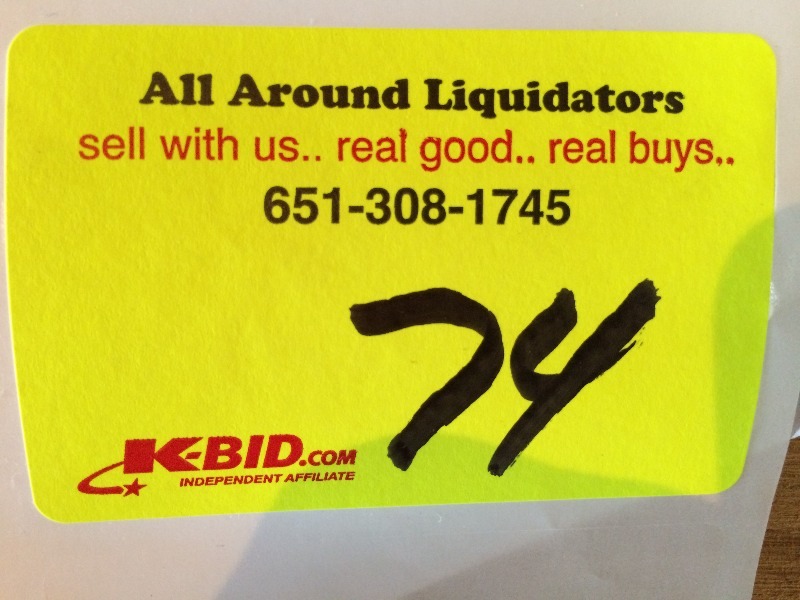 All Around Liquidators
sell with us.. real good.. real buys..
651-308-1745
74
K-BID.COM
INDEPENDENT AFFILIATE